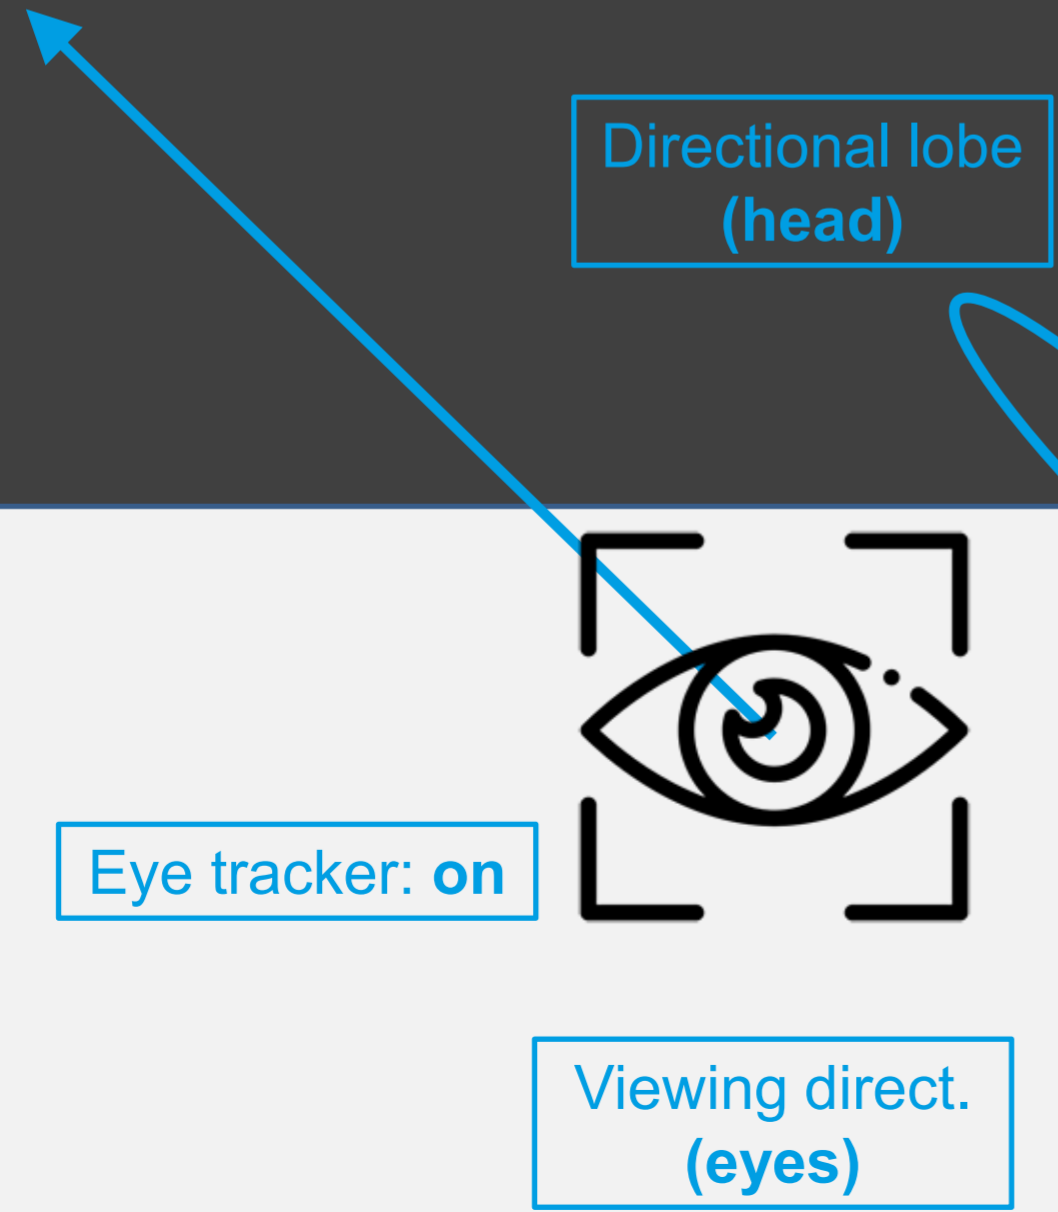 Directional lobe
(head)
Eye tracker: on
Viewing direct.
(eyes)